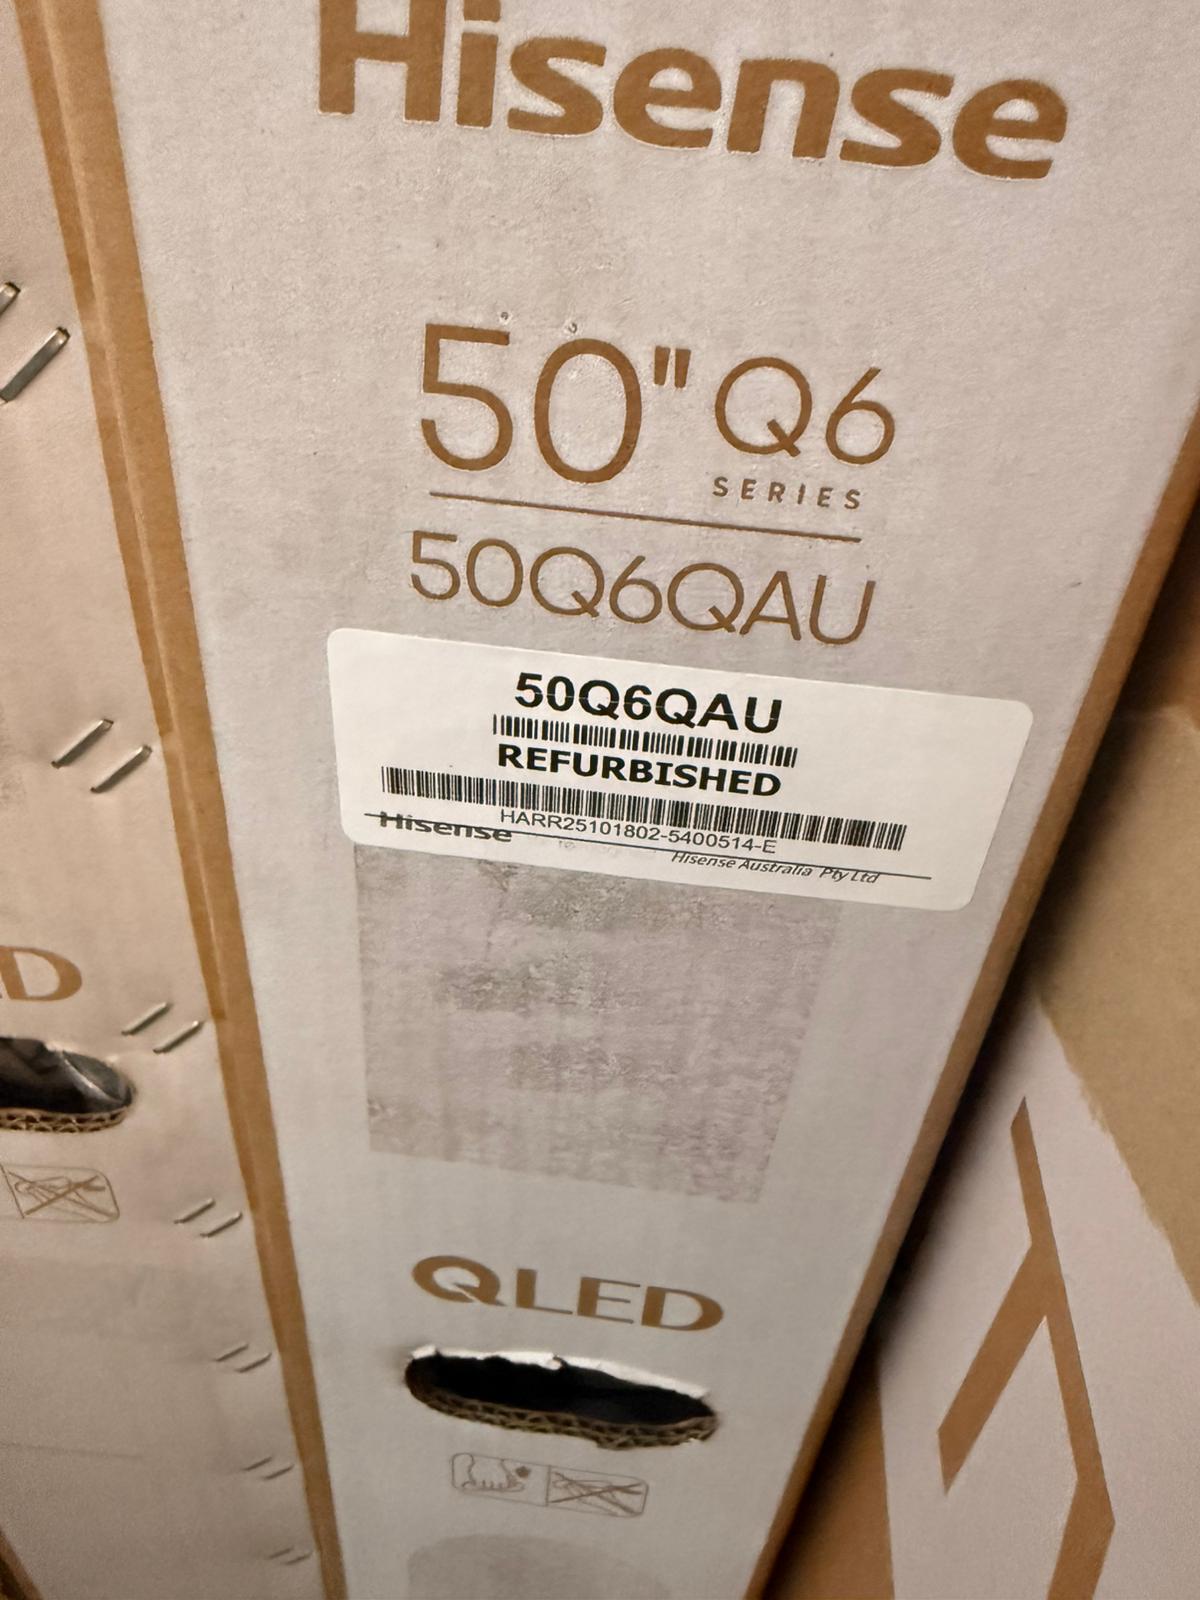 Hisense
50" Q6
SERIES
50Q6QAU
50Q6QAU
REFURBISHED
HARR25101802-5400514-E
Hisense
Hisense Australia Pty Ltd
QLED